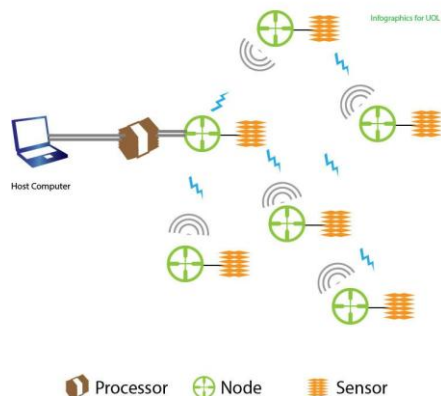 Infographics for UOL
Host Computer
Processor
Node
Sensor